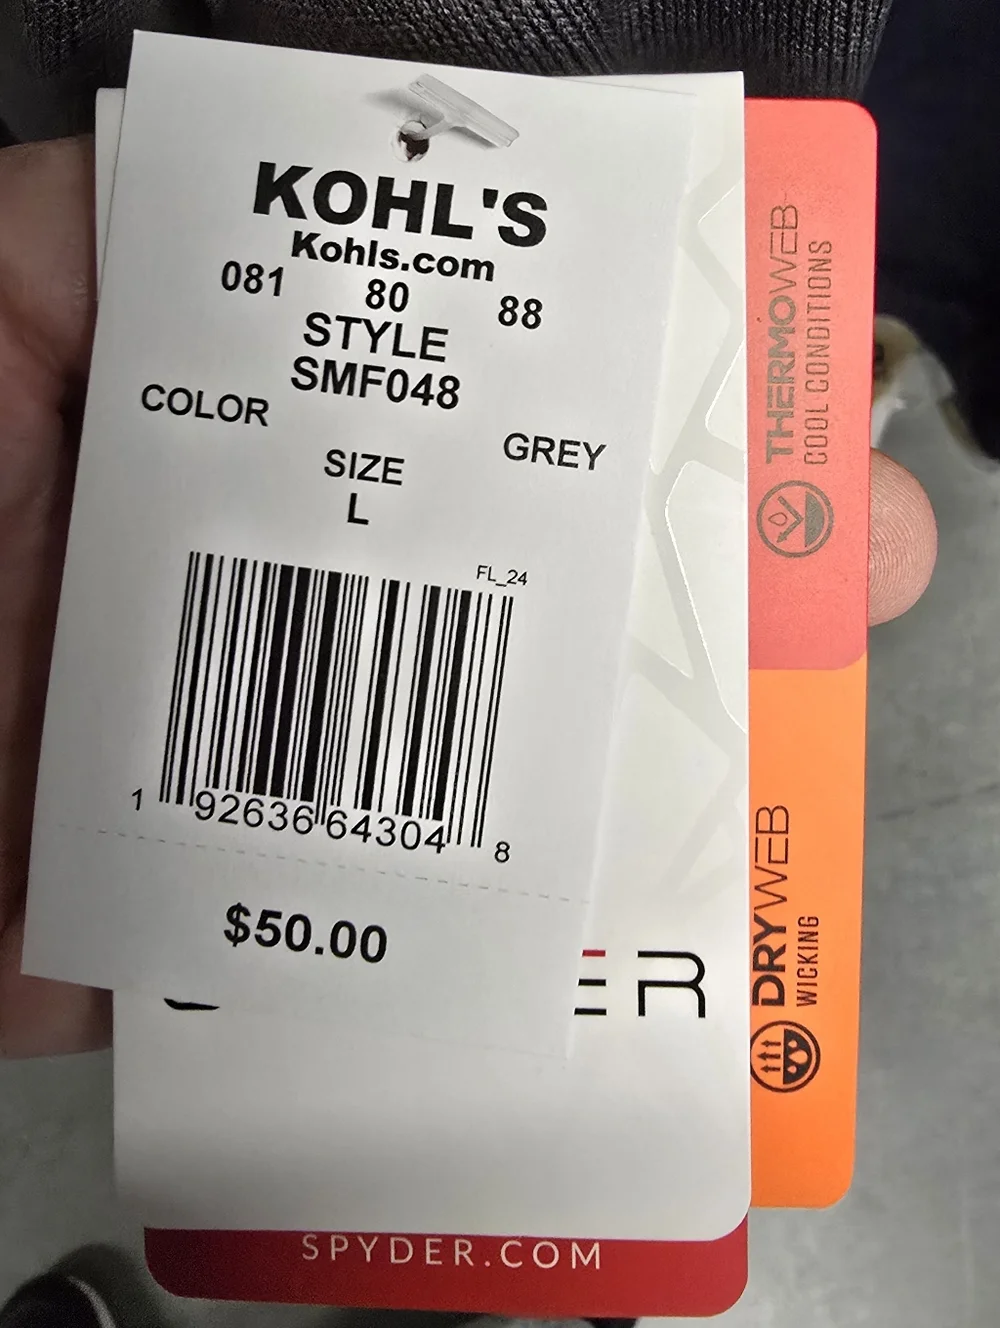 KOHL'S
Kohls.com
081 80 88
STYLE
SMF048
COLOR GREY
SIZE
L
FL_24
1 92636 64304 8
$50.00
ER
SPYDER.COM
THERMOWEB
COOL CONDITIONS
DRYWEB
WICKING